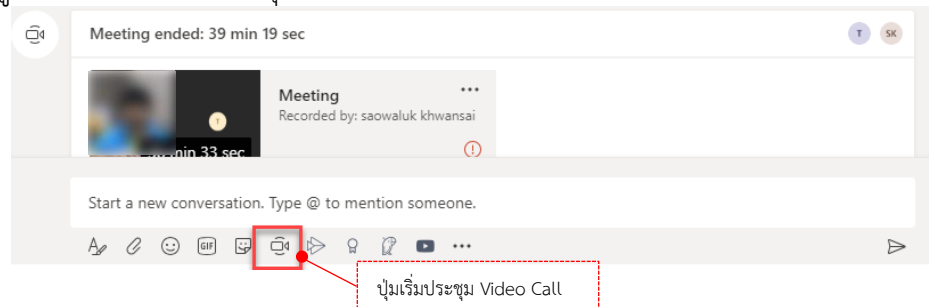 Meeting ended: 39 min 19 sec
T SK
Meeting
Recorded by: saowaluk khwansai
T
min 33 sec
Start a new conversation. Type @ to mention someone.
GIF
ปุ่มเริ่มประชุม Video Call